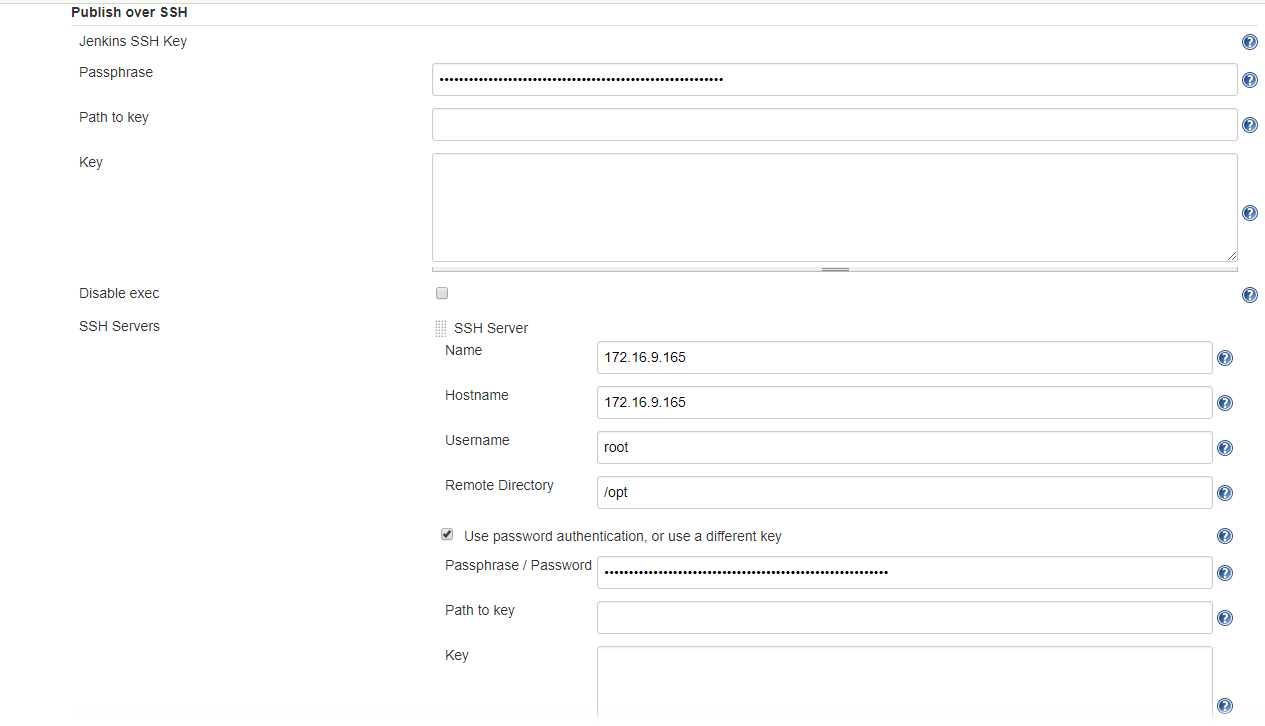 Publish over SSH
Jenkins SSH Key
Passphrase ••••••••••••••••••••••••••••••••••••••••••••••••••••••••••
Path to key
Key
Disable exec
SSH Servers
SSH Server
Name 172.16.9.165
Hostname 172.16.9.165
Username root
Remote Directory /opt
Use password authentication, or use a different key
Passphrase / Password ••••••••••••••••••••••••••••••••••••••••••••••••••••••••••
Path to key
Key